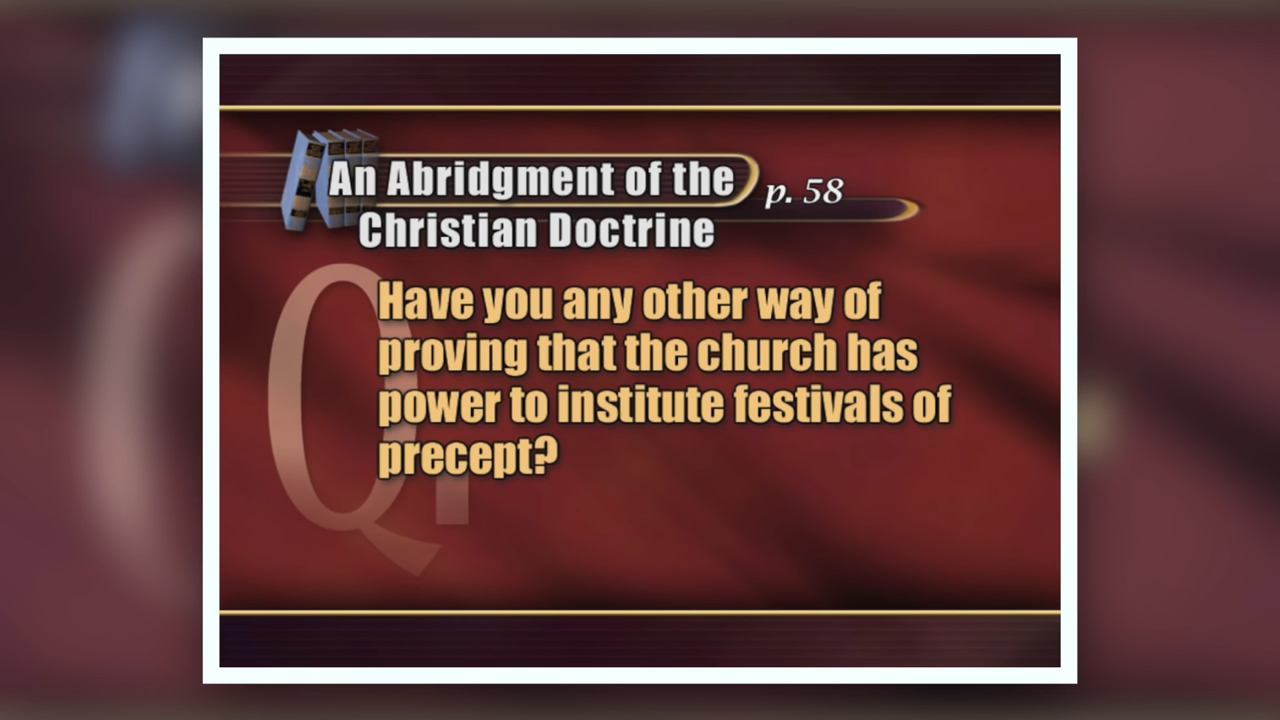 An Abridgment of the
Christian Doctrine
p. 58
Q.
Have you any other way of
proving that the church has
power to institute festivals of
precept?